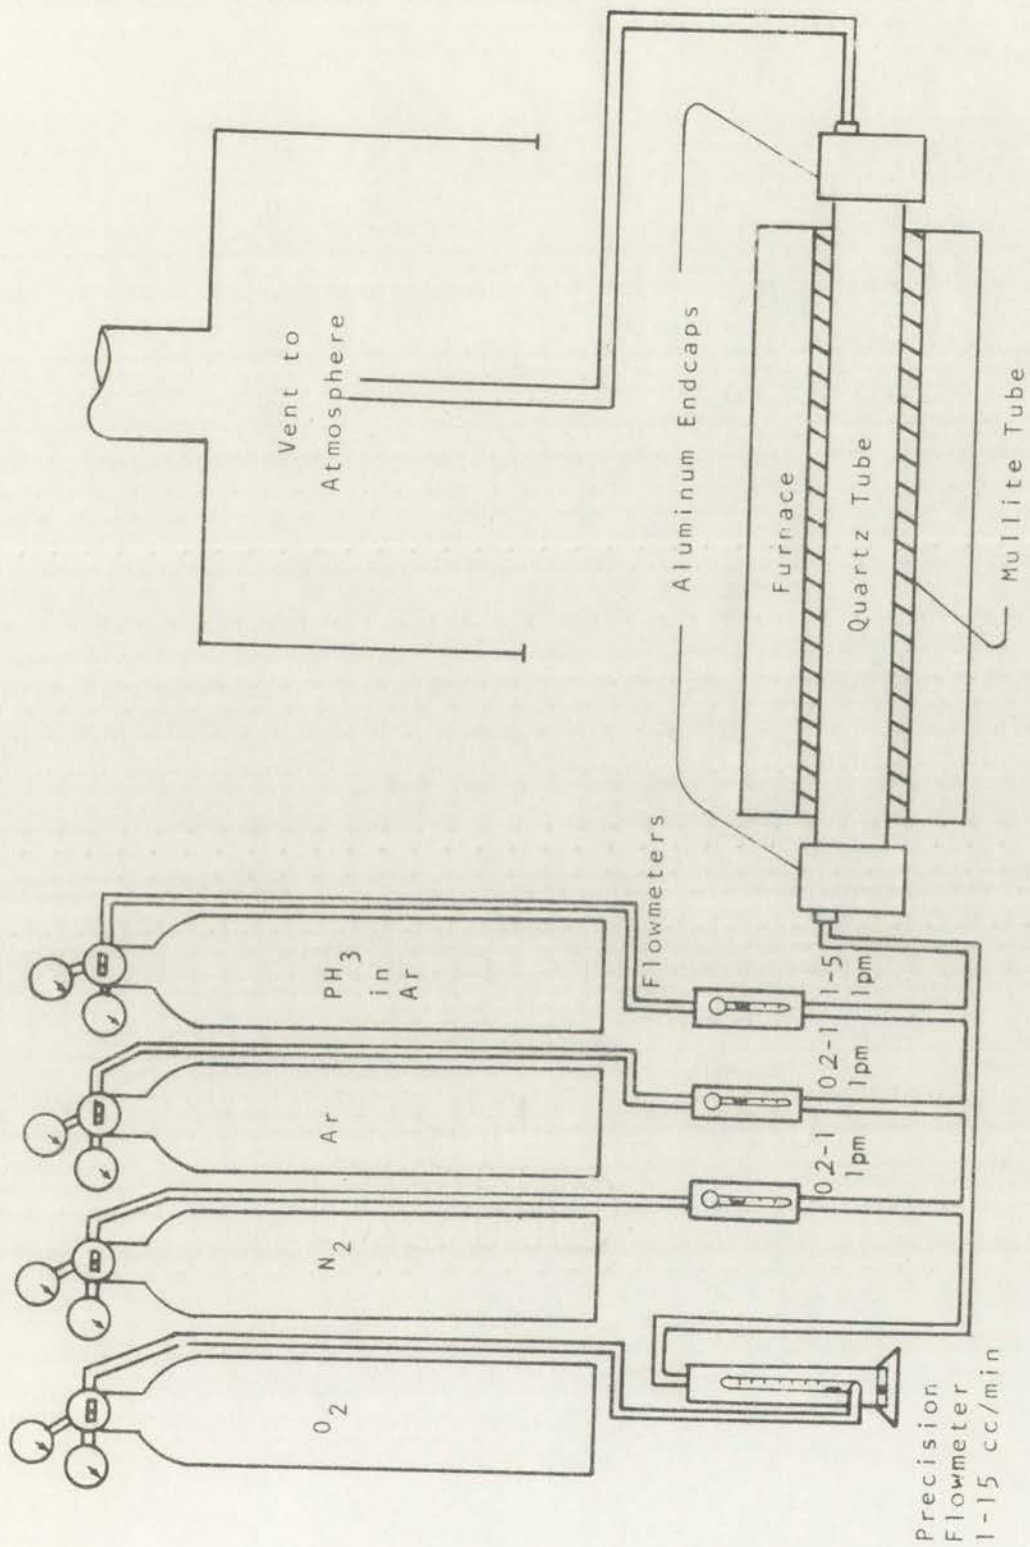 Vent to
Atmosphere
O2
N2
Ar
PH3
in
Ar
Flowmeters
0.2-1
lpm
0.2-1
lpm
1-5
lpm
Precision
Flowmeter
1-15 cc/min
Aluminum Endcaps
Furnace
Quartz Tube
Mullite Tube